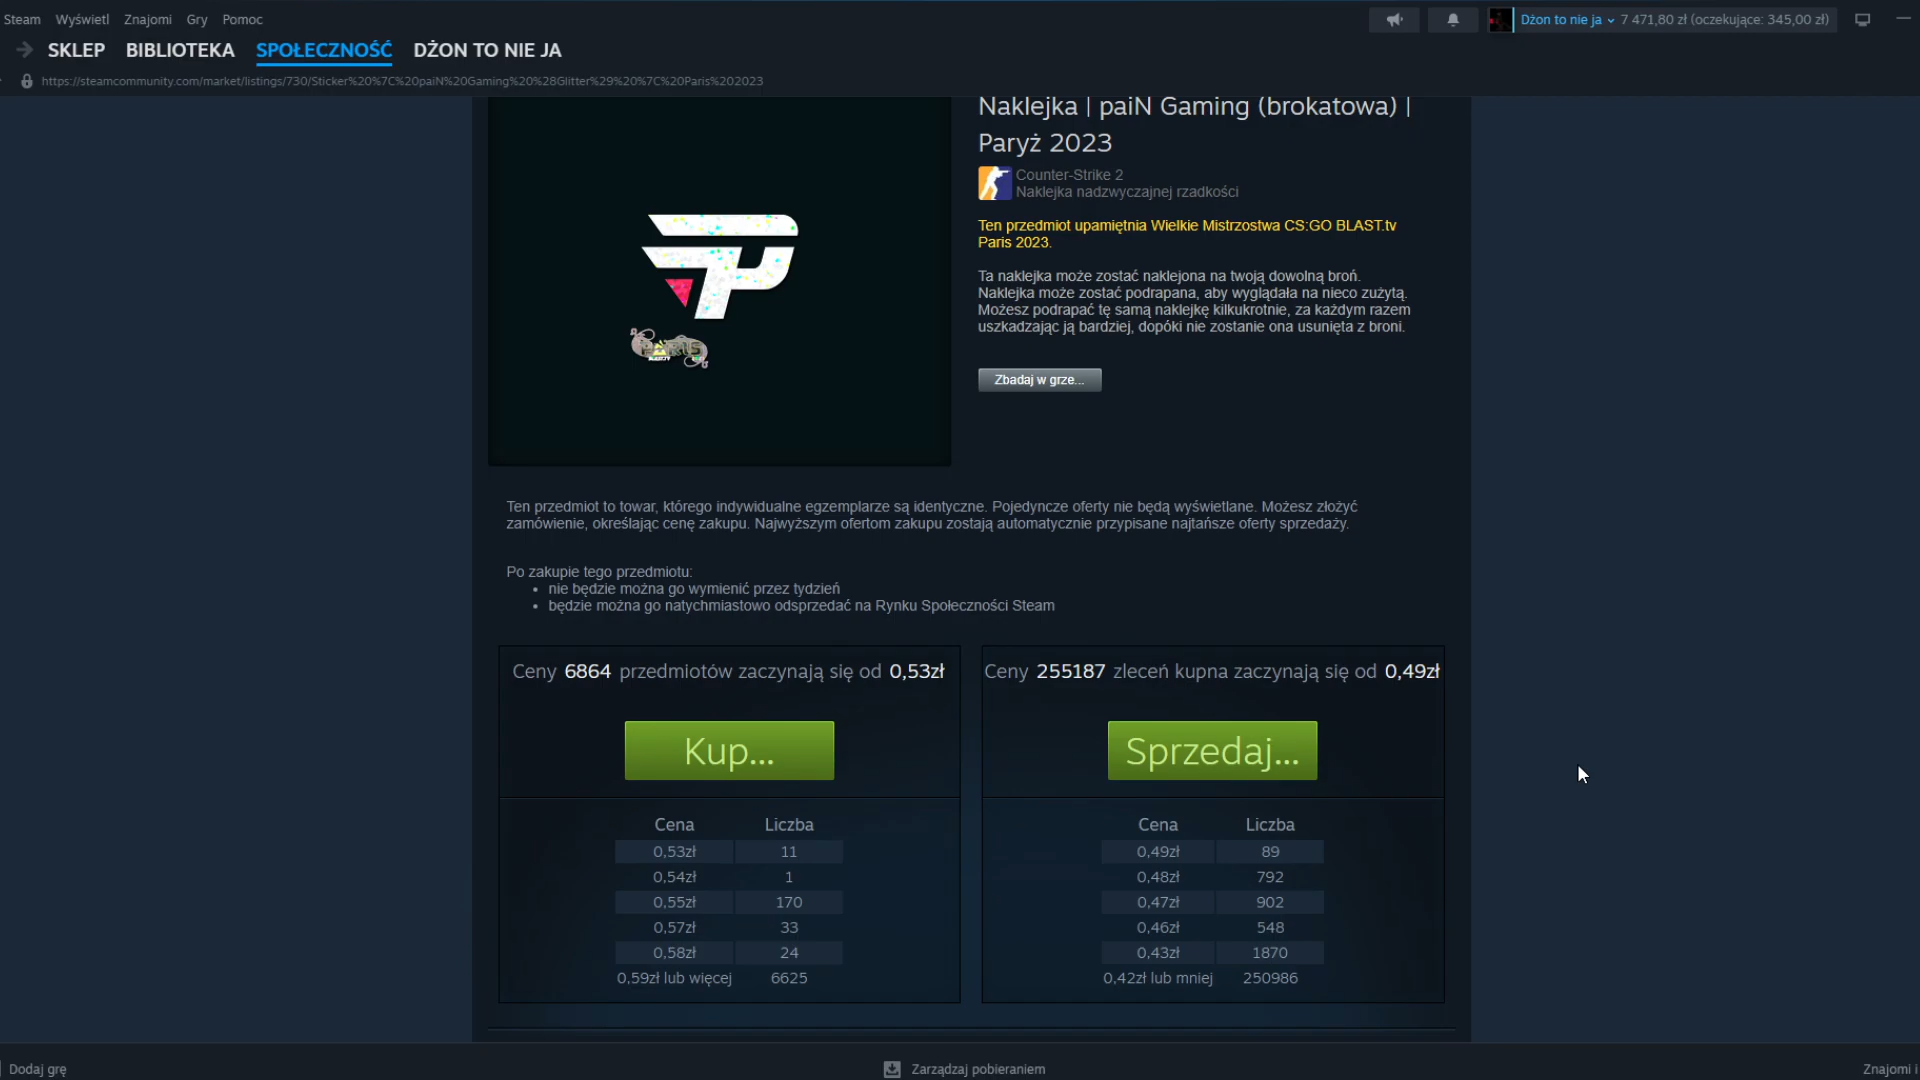 Steam Wyświetl Znajomi Gry Pomoc
Dżon to nie ja 7 471,80 zł (oczekujące: 345,00 zł)
SKLEP BIBLIOTEKA SPOŁECZNOŚĆ DŻON TO NIE JA
https://steamcommunity.com/market/listings/730/Sticker%20%7C%20paiN%20Gaming%20%28Glitter%29%20%7C%20Paris%202023
Naklejka | paiN Gaming (brokatowa) |
Paryż 2023
Counter-Strike 2
Naklejka nadzwyczajnej rzadkości
Ten przedmiot upamiętnia Wielkie Mistrzostwa CS:GO BLAST.tv
Paris 2023.
Ta naklejka może zostać naklejona na twoją dowolną broń.
Naklejka może zostać podrapana, aby wyglądała na nieco zużytą.
Możesz podrapać tę samą naklejkę kilkukrotnie, za każdym razem
uszkadzając ją bardziej, dopóki nie zostanie ona usunięta z broni.
PARIS
Zbadaj w grze...
Ten przedmiot to towar, którego indywidualne egzemplarze są identyczne. Pojedyncze oferty nie będą wyświetlane. Możesz złożyć
zamówienie, określając cenę zakupu. Najwyższym ofertom zakupu zostają automatycznie przypisane najtańsze oferty sprzedaży.
Po zakupie tego przedmiotu:
• nie będzie można go wymienić przez tydzień
• będzie można go natychmiastowo odsprzedać na Rynku Społeczności Steam
Ceny 6864 przedmiotów zaczynają się od 0,53zł
Kup...
Cena Liczba
0,53zł 11
0,54zł 1
0,55zł 170
0,57zł 33
0,58zł 24
0,59zł lub więcej 6625
Ceny 255187 zleceń kupna zaczynają się od 0,49zł
Sprzedaj...
Cena Liczba
0,49zł 89
0,48zł 792
0,47zł 902
0,46zł 548
0,43zł 1870
0,42zł lub mniej 250986
Dodaj grę
Zarządzaj pobieraniem
Znajomi i